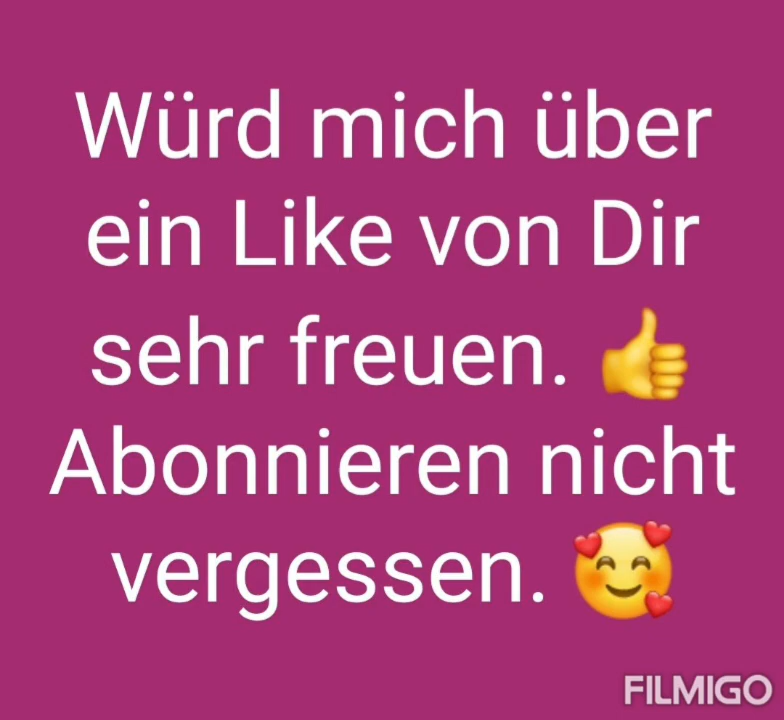 Würd mich über
ein Like von Dir
sehr freuen. 👍
Abonnieren nicht
vergessen. 🥰
FILMIGO